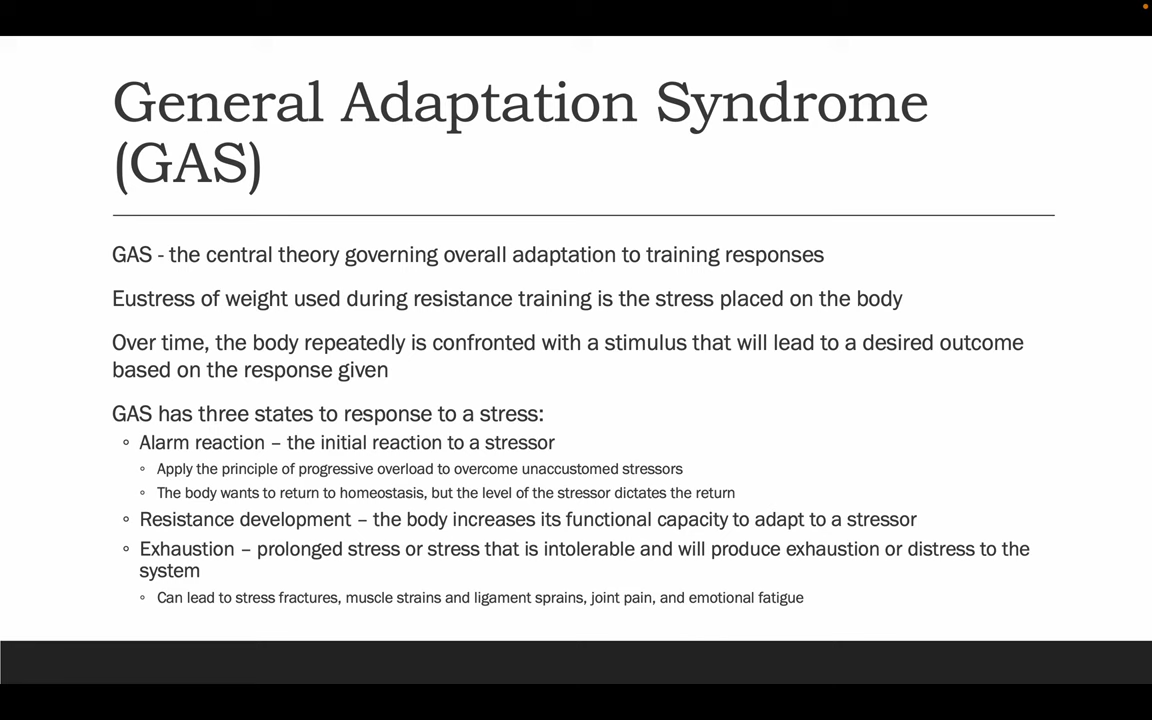 General Adaptation Syndrome
(GAS)
GAS - the central theory governing overall adaptation to training responses
Eustress of weight used during resistance training is the stress placed on the body
Over time, the body repeatedly is confronted with a stimulus that will lead to a desired outcome
based on the response given
GAS has three states to response to a stress:
◦ Alarm reaction – the initial reaction to a stressor
◦ Apply the principle of progressive overload to overcome unaccustomed stressors
◦ The body wants to return to homeostasis, but the level of the stressor dictates the return
◦ Resistance development – the body increases its functional capacity to adapt to a stressor
◦ Exhaustion – prolonged stress or stress that is intolerable and will produce exhaustion or distress to the
system
◦ Can lead to stress fractures, muscle strains and ligament sprains, joint pain, and emotional fatigue